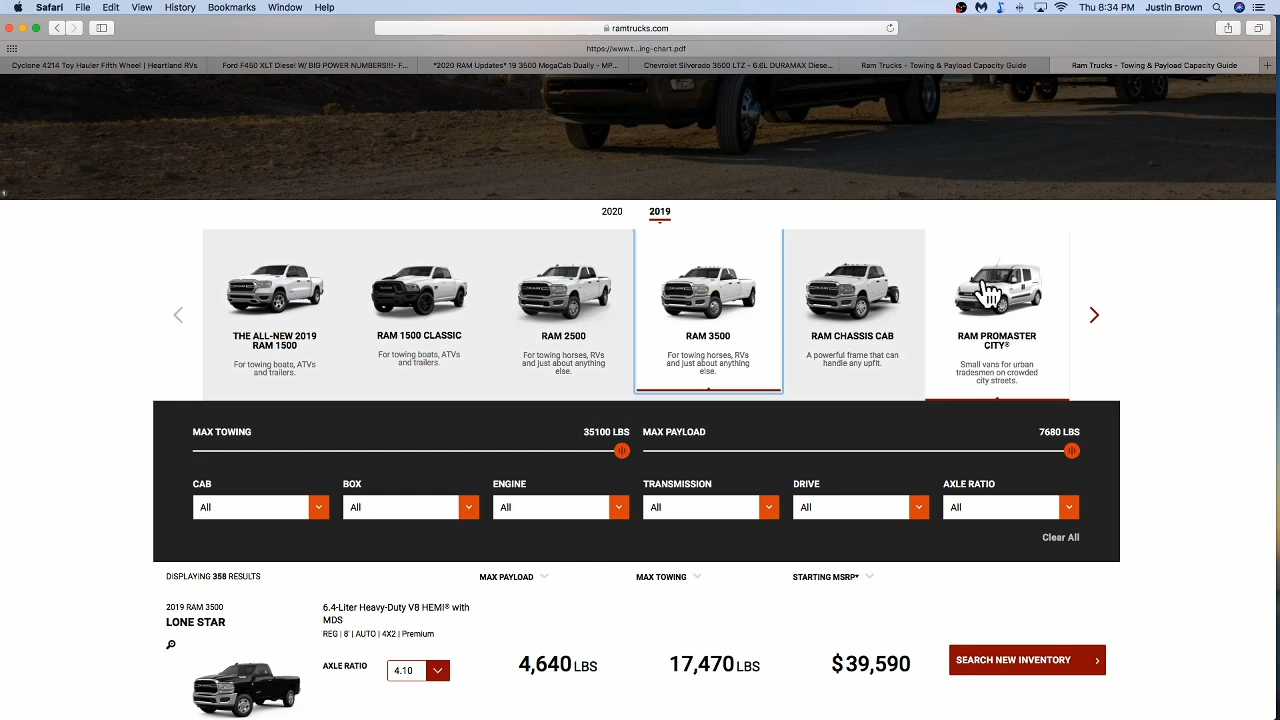 Safari File Edit View History Bookmarks Window Help Thu 8:34 PM Justin Brown
ramtrucks.com
https://www.t...ing-chart.pdf
Cyclone 4214 Toy Hauler Fifth Wheel | Heartland RVs
Ford F450 XLT Diesel W/ BIG POWER NUMBERS!!!- F...
*2020 RAM Updates* 19 3500 MegaCab Dually - MP...
Chevrolet Silverado 3500 LTZ - 6.6L DURAMAX Diese...
Ram Trucks - Towing & Payload Capacity Guide
Ram Trucks - Towing & Payload Capacity Guide
2020 2019
THE ALL-NEW 2019
RAM 1500
For towing boats, ATVs
and trailers.
RAM 1500 CLASSIC
For towing boats, ATVs
and trailers.
RAM 2500
For towing horses, RVs
and just about anything
else.
RAM 3500
For towing horses, RVs
and just about anything
else.
RAM CHASSIS CAB
A powerful frame that can
handle any upfit.
RAM PROMASTER
CITY®
Small vans for urban
tradesmen on crowded
city streets.
MAX TOWING 35100 LBS MAX PAYLOAD 7680 LBS
CAB BOX ENGINE TRANSMISSION DRIVE AXLE RATIO
All All All All All All
Clear All
DISPLAYING 358 RESULTS MAX PAYLOAD MAX TOWING STARTING MSRP*
2019 RAM 3500
LONE STAR
6.4-Liter Heavy-Duty V8 HEMI® with
MDS
REG | 8' | AUTO | 4X2 | Premium
AXLE RATIO 4.10
4,640 LBS 17,470 LBS $39,590 SEARCH NEW INVENTORY